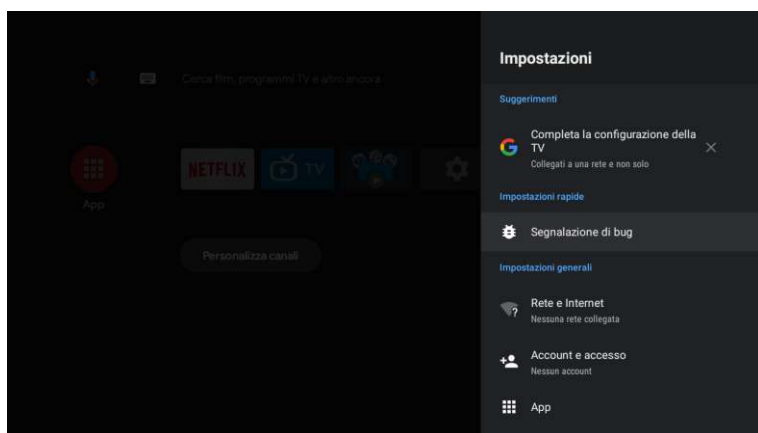 Impostazioni
Suggerimenti
Completa la configurazione della
TV
Collegati a una rete e non solo
Impostazioni rapide
Segnalazione di bug
Impostazioni generali
Rete e Internet
Nessuna rete collegata
Account e accesso
Nessun account
App
Cerca film, programmi TV e altro ancora
NETFLIX
TV
App
Personalizza canali